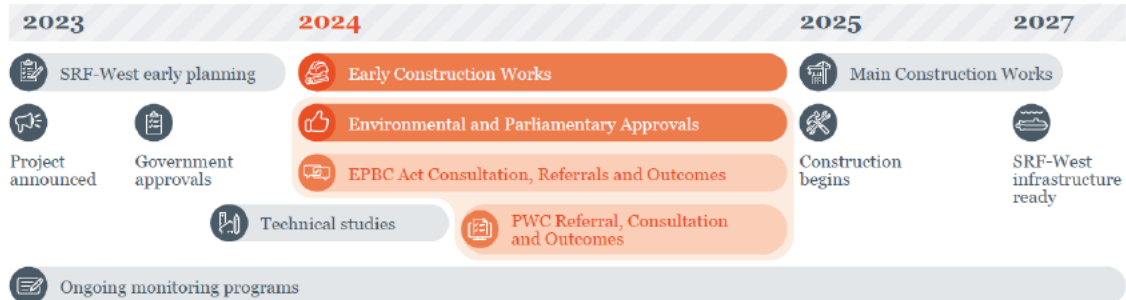 2023 2024 2025 2027
SRF-West early planning
Early Construction Works
Main Construction Works
Project
announced
Government
approvals
Environmental and Parliamentary Approvals
Construction
begins
SRF-West
infrastructure
ready
EPBC Act Consultation, Referrals and Outcomes
Technical studies
PWC Referral, Consultation
and Outcomes
Ongoing monitoring programs